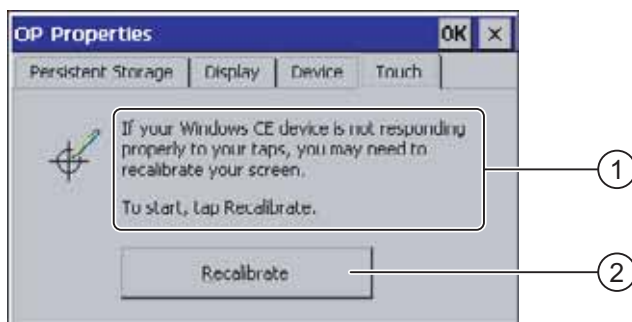 OP Properties OK ×
Persistent Storage Display Device Touch
If your Windows CE device is not responding
properly to your taps, you may need to
recalibrate your screen.
To start, tap Recalibrate.
1
Recalibrate
2